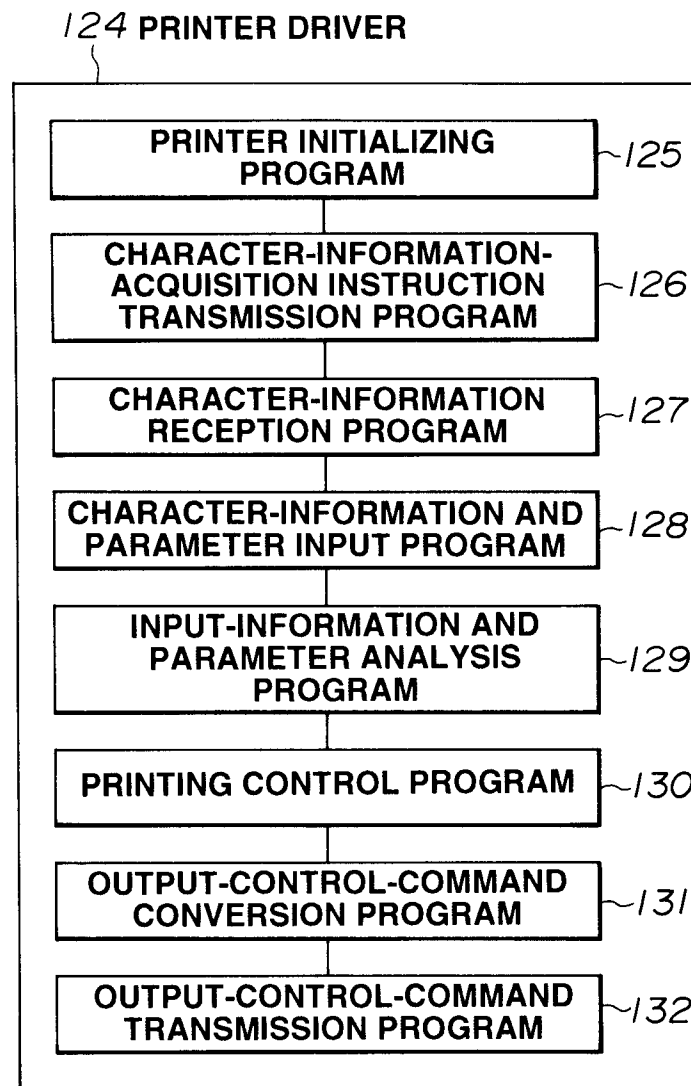 124 PRINTER DRIVER
PRINTER INITIALIZING
PROGRAM
125
CHARACTER-INFORMATION-
ACQUISITION INSTRUCTION
TRANSMISSION PROGRAM
126
CHARACTER-INFORMATION
RECEPTION PROGRAM
127
CHARACTER-INFORMATION AND
PARAMETER INPUT PROGRAM
128
INPUT-INFORMATION AND
PARAMETER ANALYSIS
PROGRAM
129
PRINTING CONTROL PROGRAM
130
OUTPUT-CONTROL-COMMAND
CONVERSION PROGRAM
131
OUTPUT-CONTROL-COMMAND
TRANSMISSION PROGRAM
132